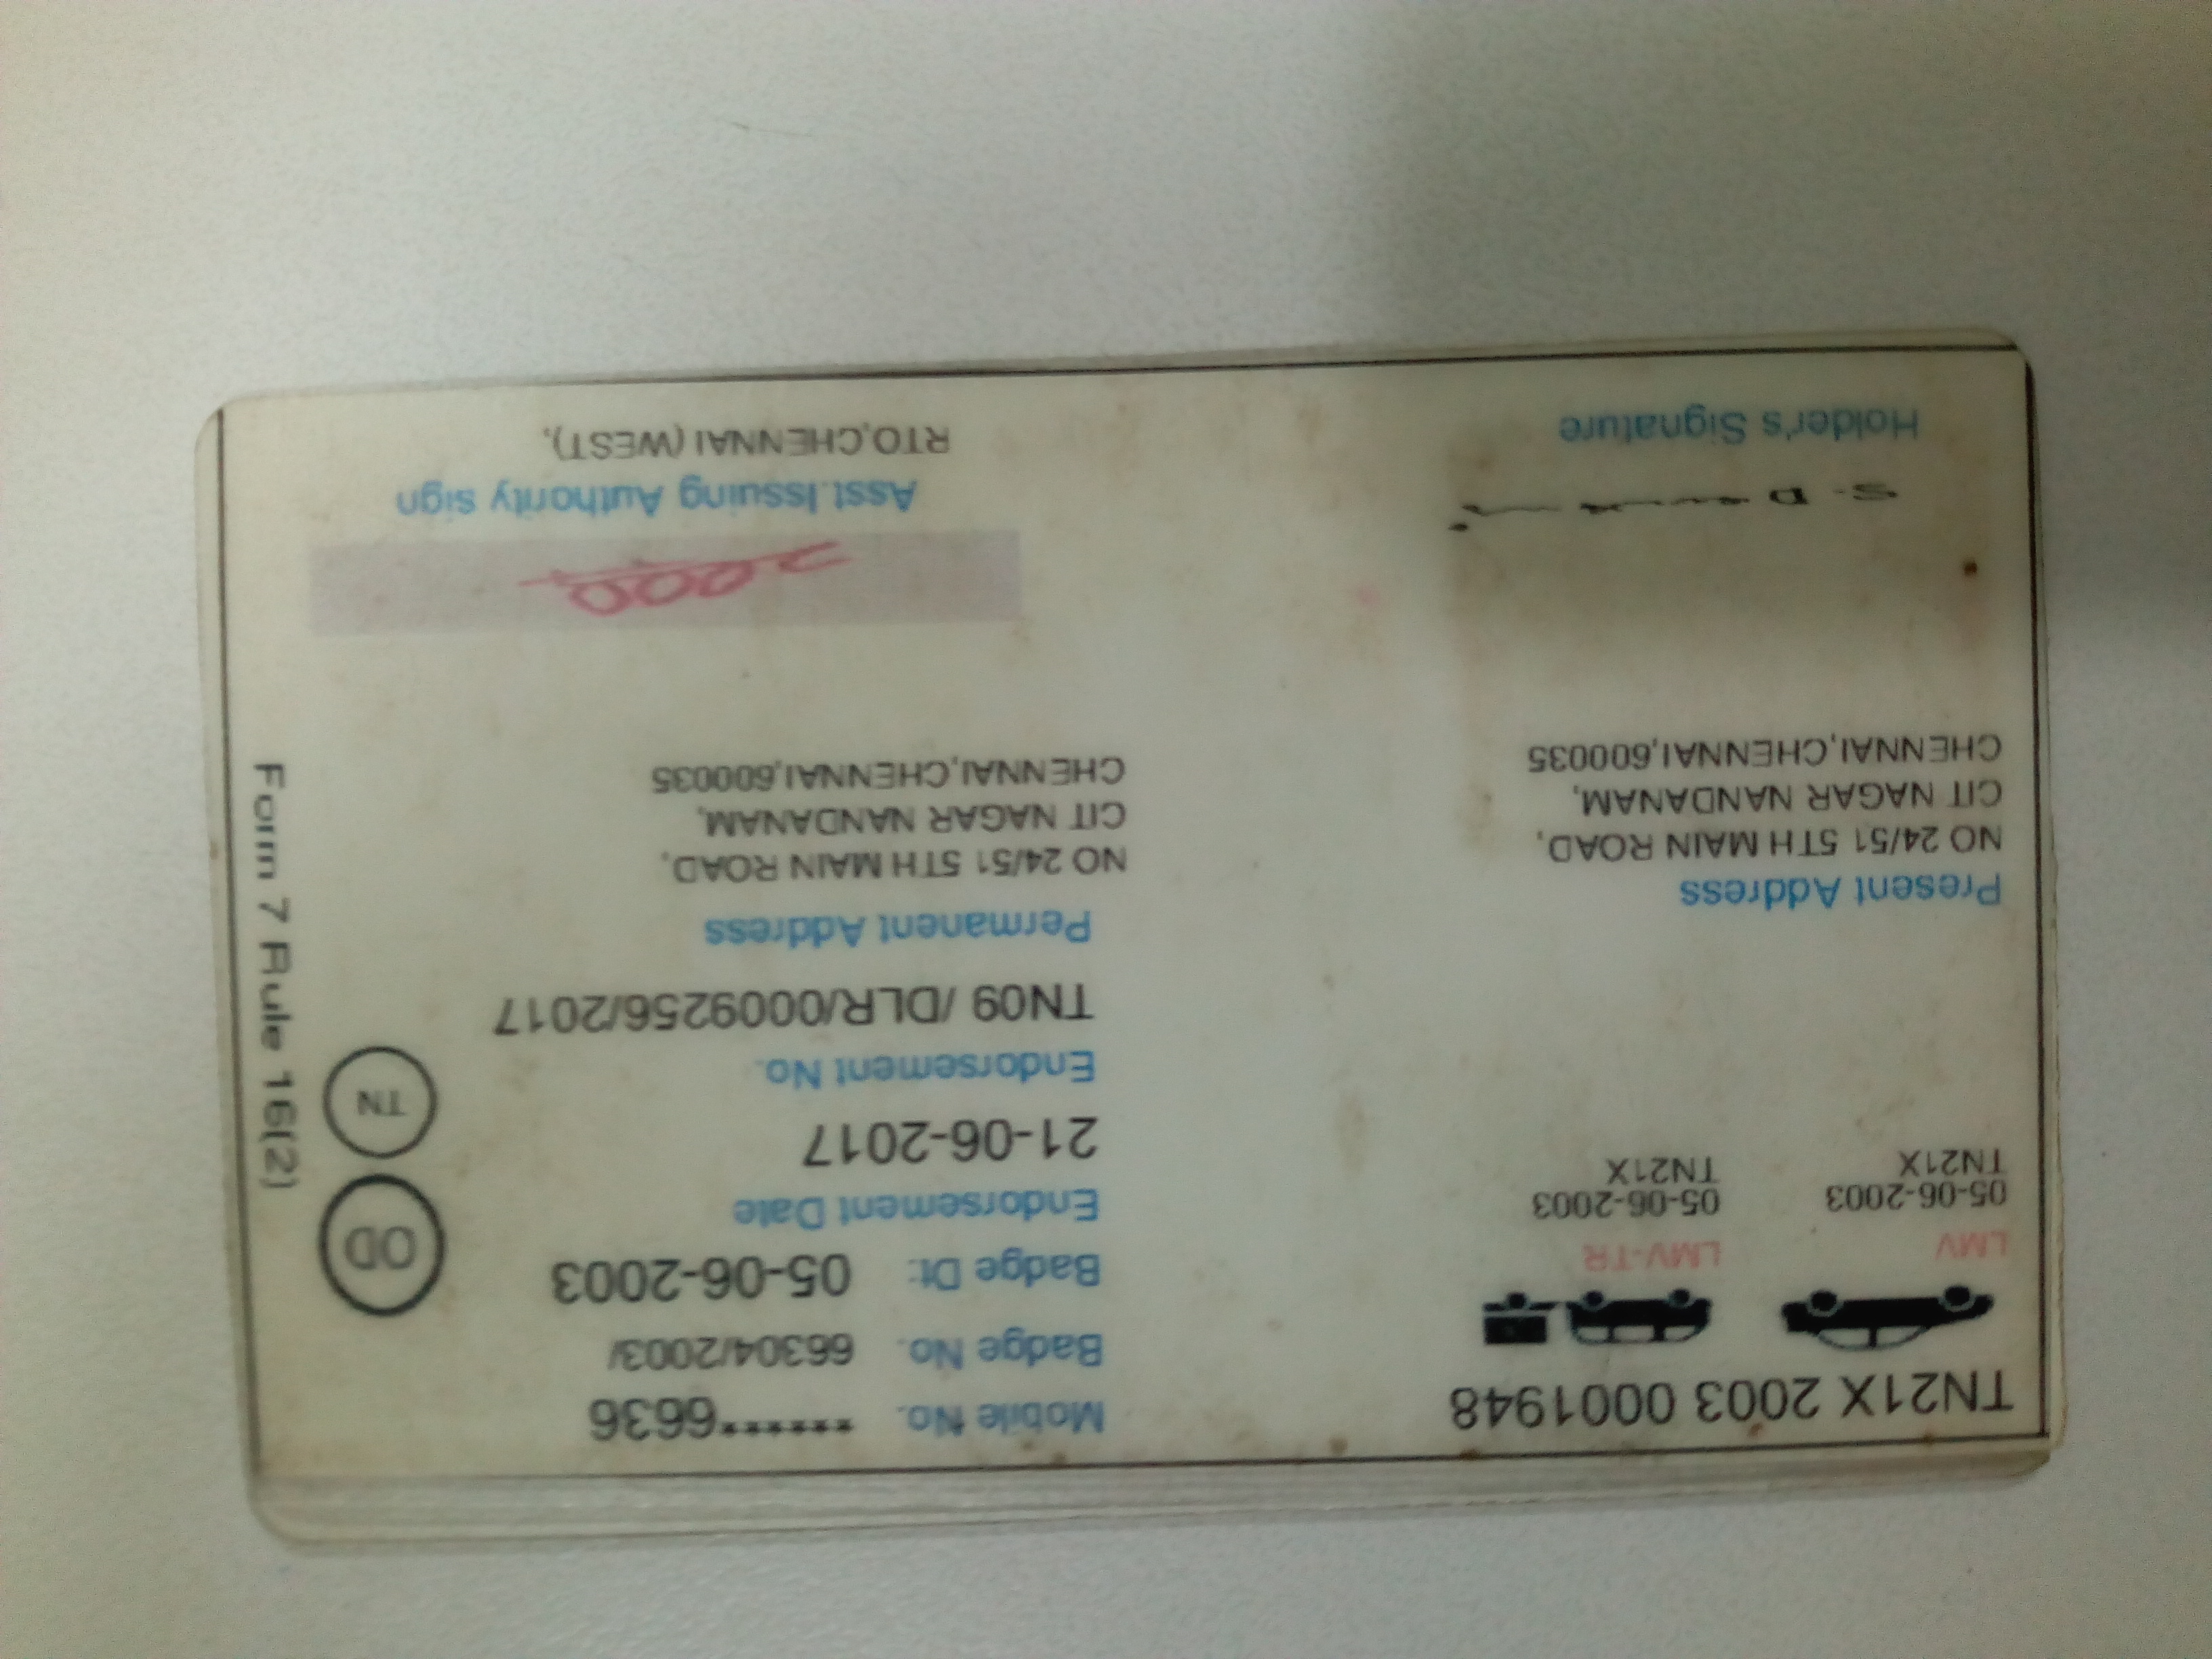 TN21X 2003 0001948
LMV
05-06-2003
TN21X
LMV-TR
05-06-2003
TN21X
Present Address
NO 24/51 5TH MAIN ROAD,
CIT NAGAR NANDANAM,
CHENNAI,CHENNAI,600035
Holder's Signature
Mobile No. ******6636
Badge No. 66304/2003/
Badge Dt: 05-06-2003
Endorsement Date
21-06-2017
Endorsement No.
TN09 /DLR/0009256/2017
Permanent Address
NO 24/51 5TH MAIN ROAD,
CIT NAGAR NANDANAM,
CHENNAI,CHENNAI,600035
Asst.Issuing Authority sign
RTO,CHENNAI (WEST),
OD
TN
Form 7 Rule 16(2)